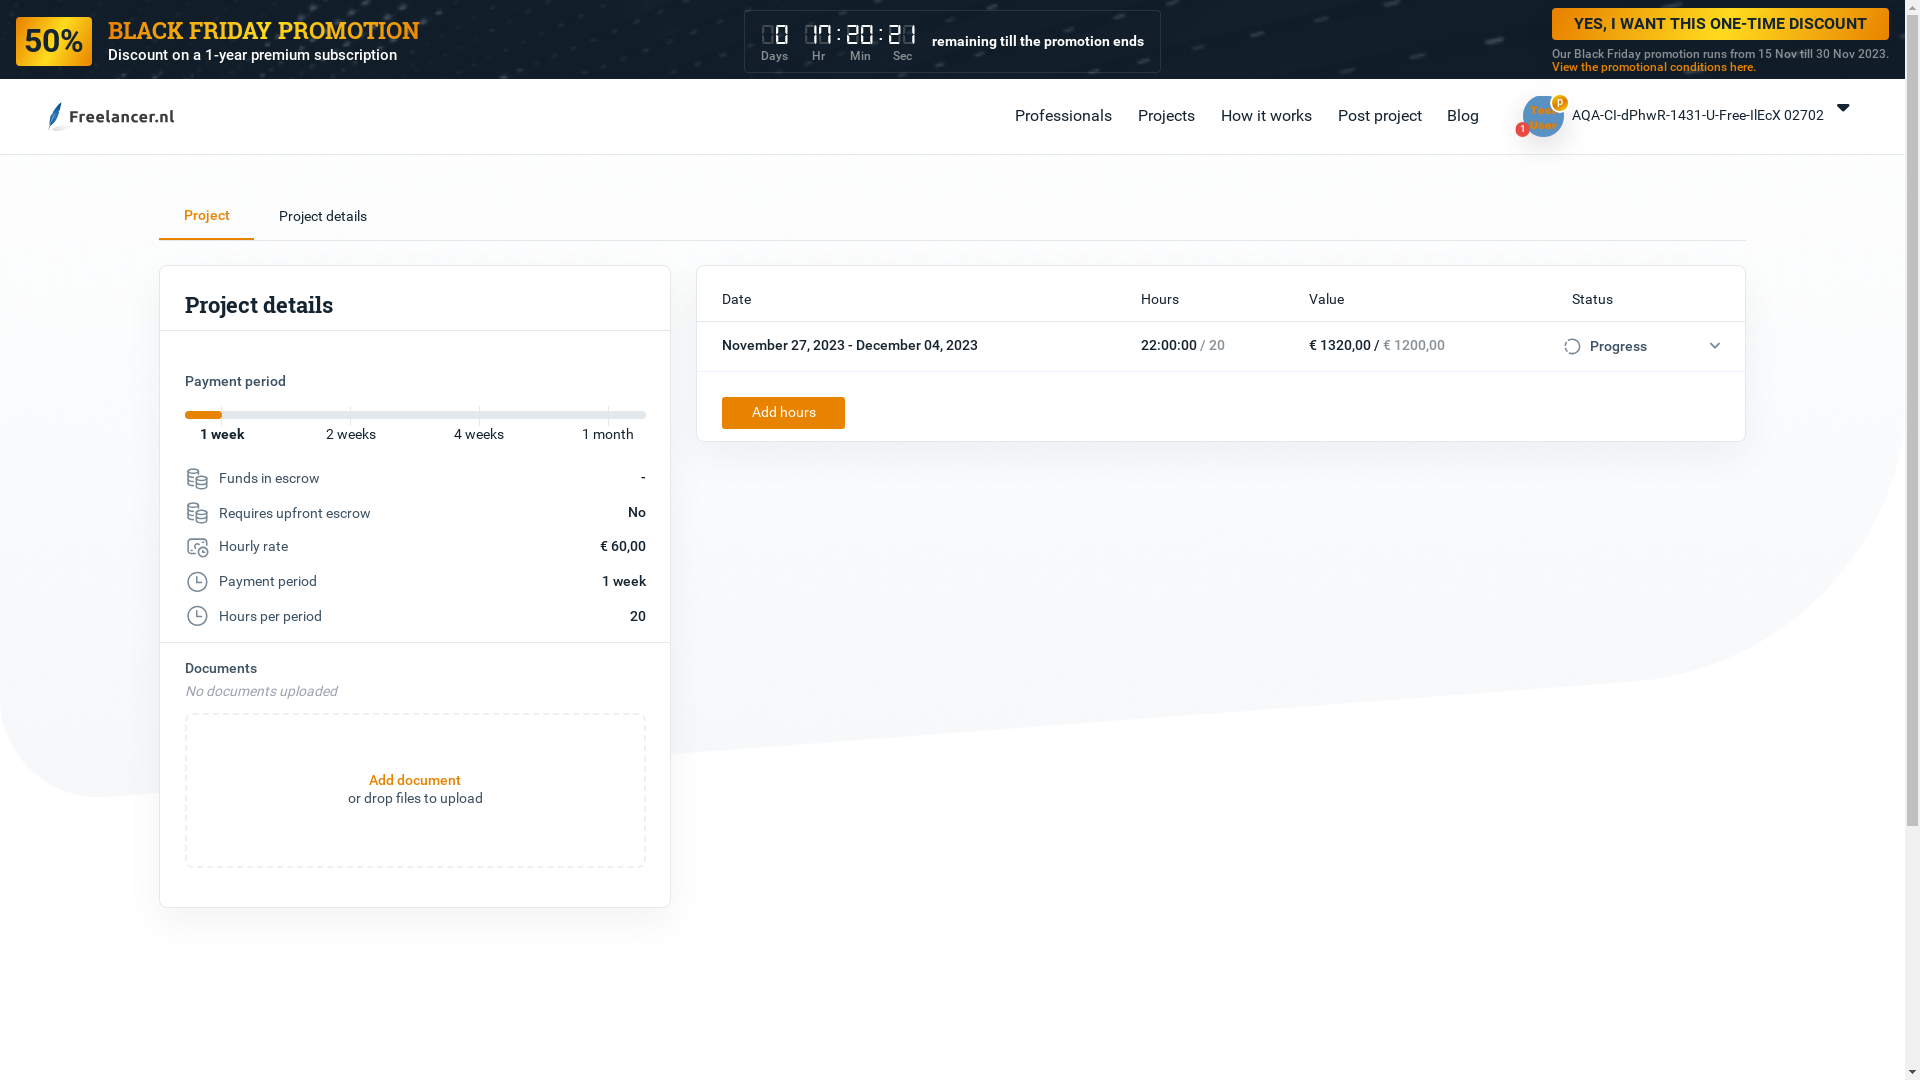 50%
BLACK FRIDAY PROMOTION
Discount on a 1-year premium subscription
0 17:20:21
Days Hr Min Sec
remaining till the promotion ends
YES, I WANT THIS ONE-TIME DISCOUNT
Our Black Friday promotion runs from 15 Nov till 30 Nov 2023.
View the promotional conditions here.
Freelancer.nl
Professionals
Projects
How it works
Post project
Blog
Test
User
p
1
AQA-CI-dPhwR-1431-U-Free-IlEcX 02702
Project
Project details
Project details
Payment period
1 week
2 weeks
4 weeks
1 month
Funds in escrow -
Requires upfront escrow No
Hourly rate € 60,00
Payment period 1 week
Hours per period 20
Documents
No documents uploaded
Add document
or drop files to upload
Date Hours Value Status
November 27, 2023 - December 04, 2023 22:00:00 / 20 € 1320,00 / € 1200,00 Progress
Add hours